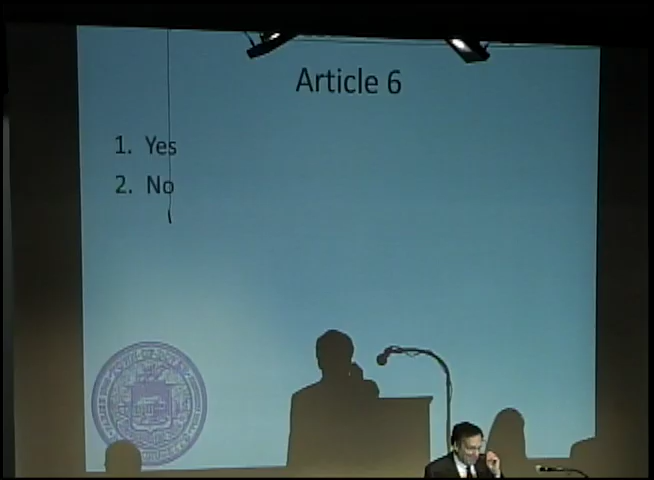 Article 6
1. Yes
2. No